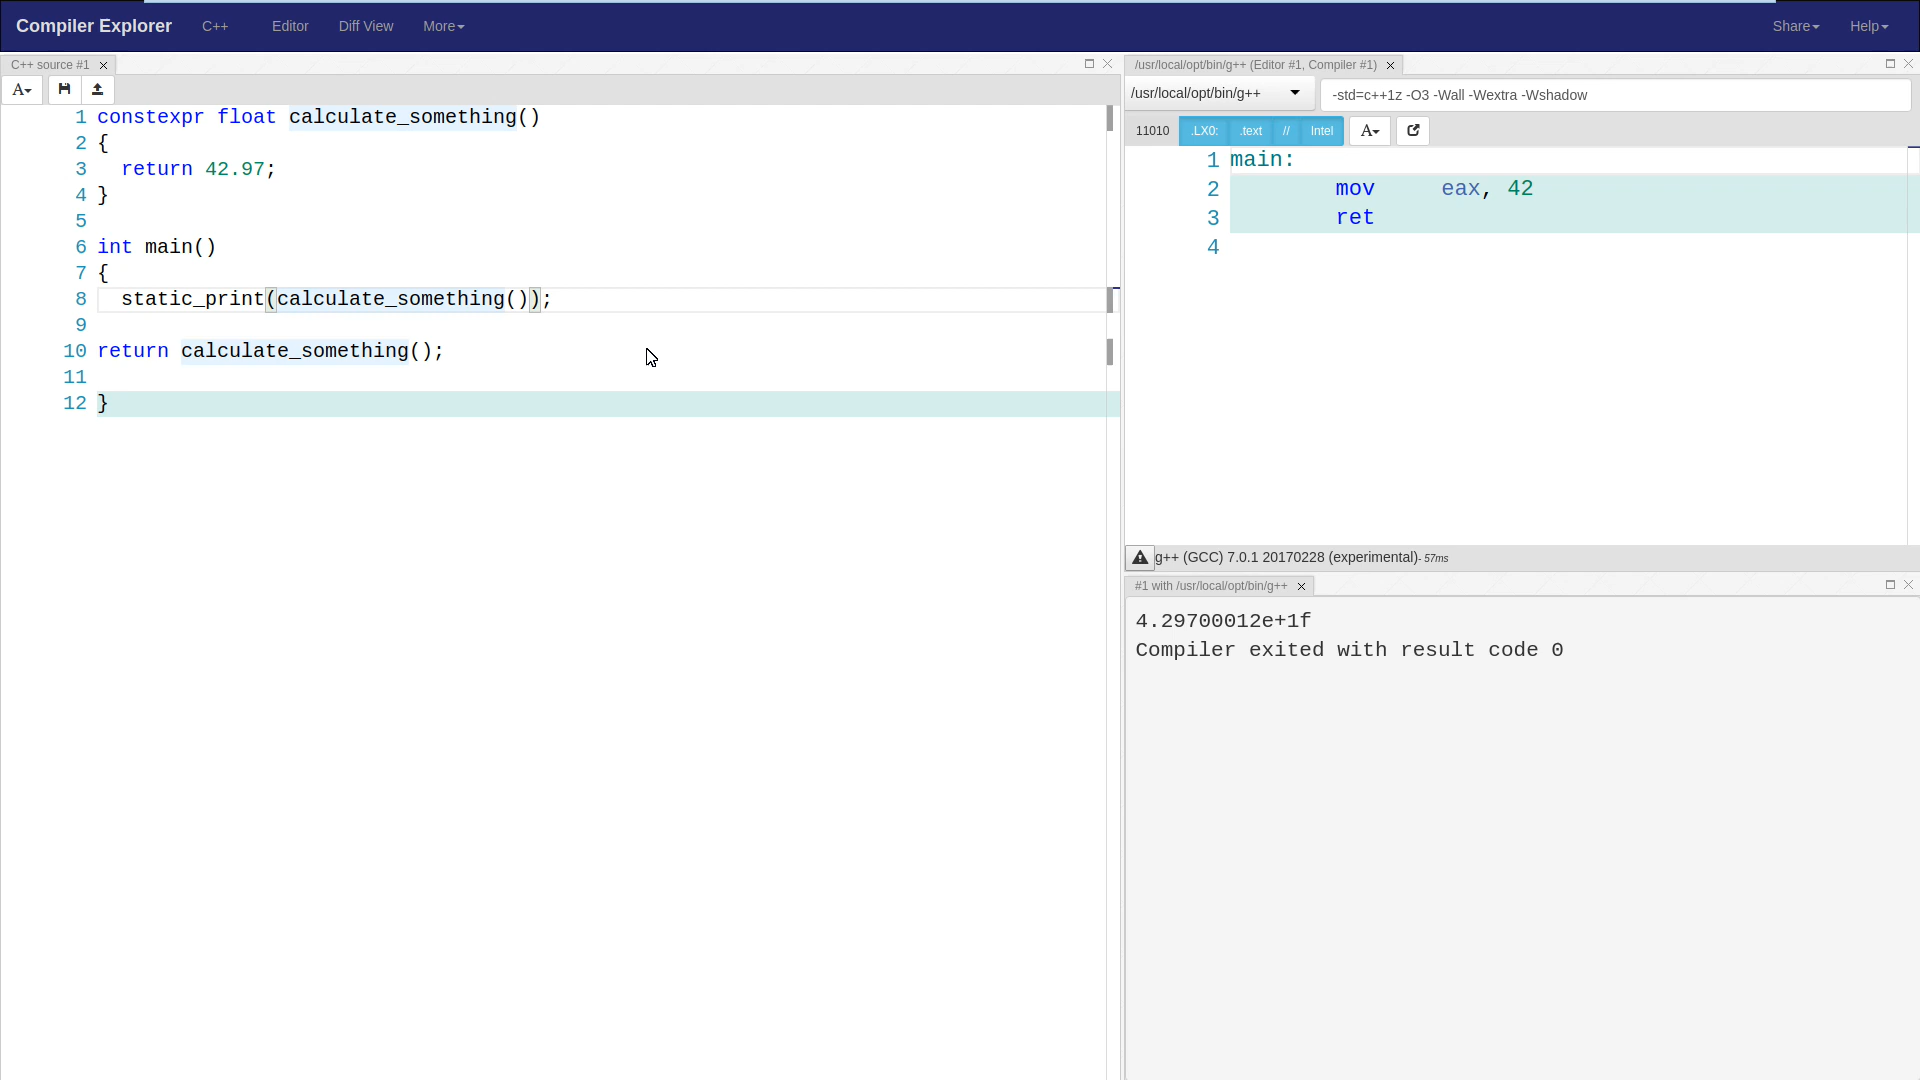 Compiler Explorer C++ Editor Diff View More Share Help
C++ source #1
A
1 constexpr float calculate_something()
2 {
3   return 42.97;
4 }
5
6 int main()
7 {
8   static_print(calculate_something());
9
10 return calculate_something();
11
12 }
/usr/local/opt/bin/g++ (Editor #1, Compiler #1)
/usr/local/opt/bin/g++ -std=c++1z -O3 -Wall -Wextra -Wshadow
11010 .LX0: .text // Intel A
1 main:
2         mov     eax, 42
3         ret
4
g++ (GCC) 7.0.1 20170228 (experimental)- 57ms
#1 with /usr/local/opt/bin/g++
4.29700012e+1f
Compiler exited with result code 0